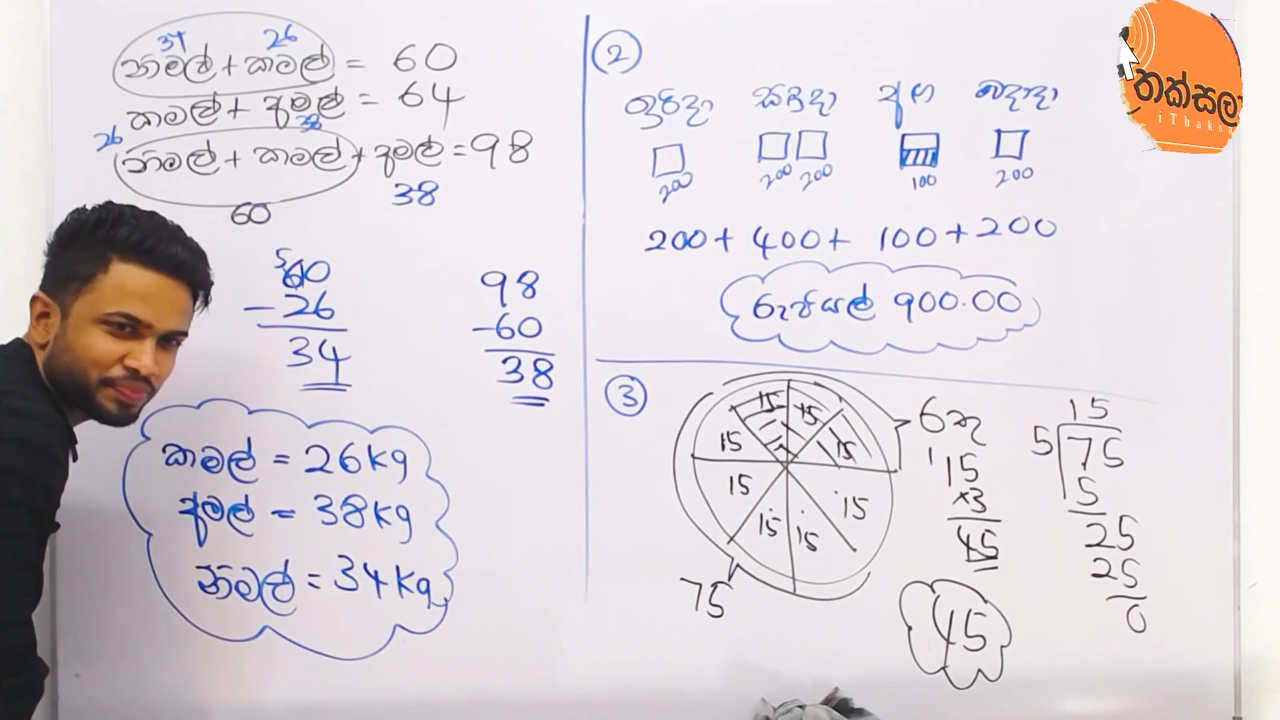 34 26
නිමල් + කමල් = 60
කමල් + අමල් = 64
38
26
නිමල් + කමල් + අමල් = 98
60 38
5
60
-26
34
98
-60
38
කමල් = 26kg
අමල් = 38kg
නිමල් = 34kg
2
ඉරිදා සඳුදා අඟ බදාදා
200 200 200 100 200
200 + 400 + 100 + 200
රුපියල් 900.00
3
15 15
15 15
15 15
15 15
75
6න්
1
15
×3
45
45
15
5 75
5
25
25
0
තක්සලා
iThaksa